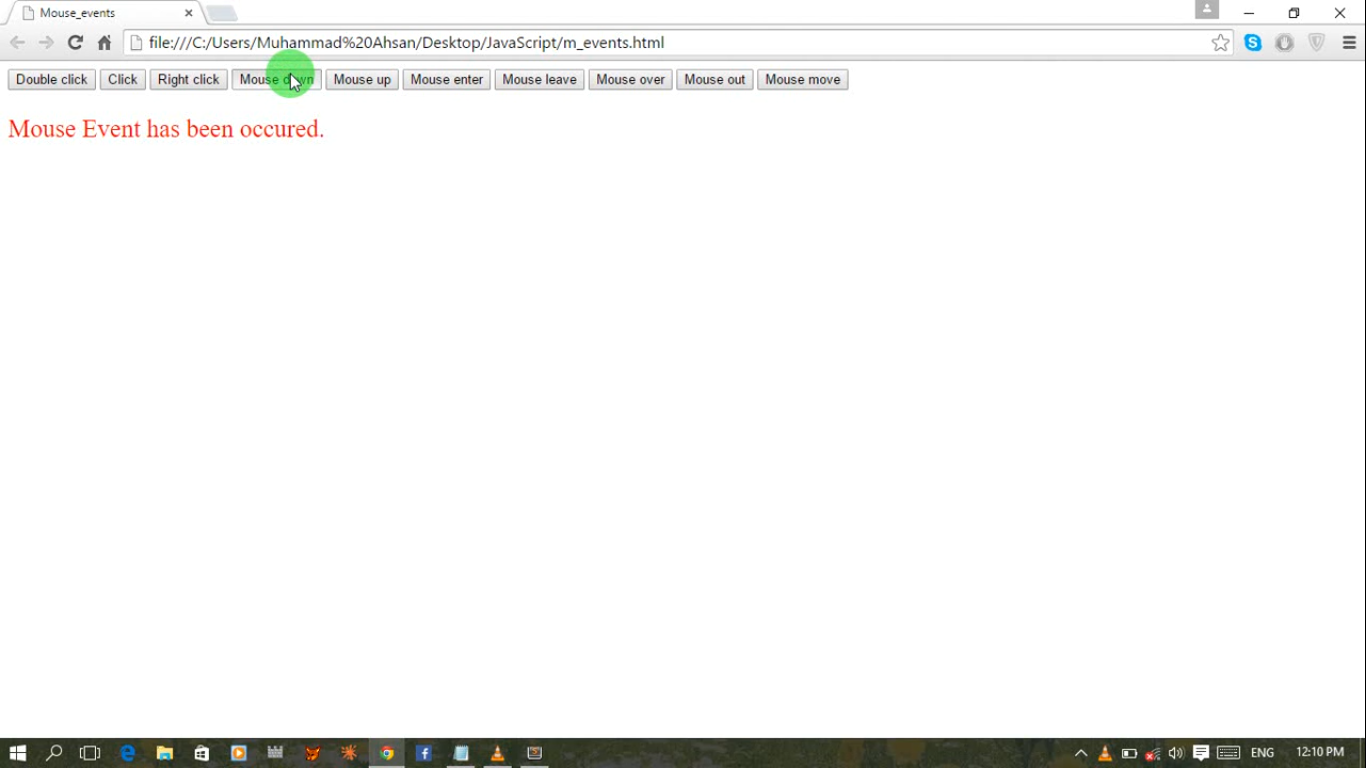 Mouse_events
file:///C:/Users/Muhammad%20Ahsan/Desktop/JavaScript/m_events.html
Double click Click Right click Mouse down Mouse up Mouse enter Mouse leave Mouse over Mouse out Mouse move
Mouse Event has been occured.
ENG 12:10 PM